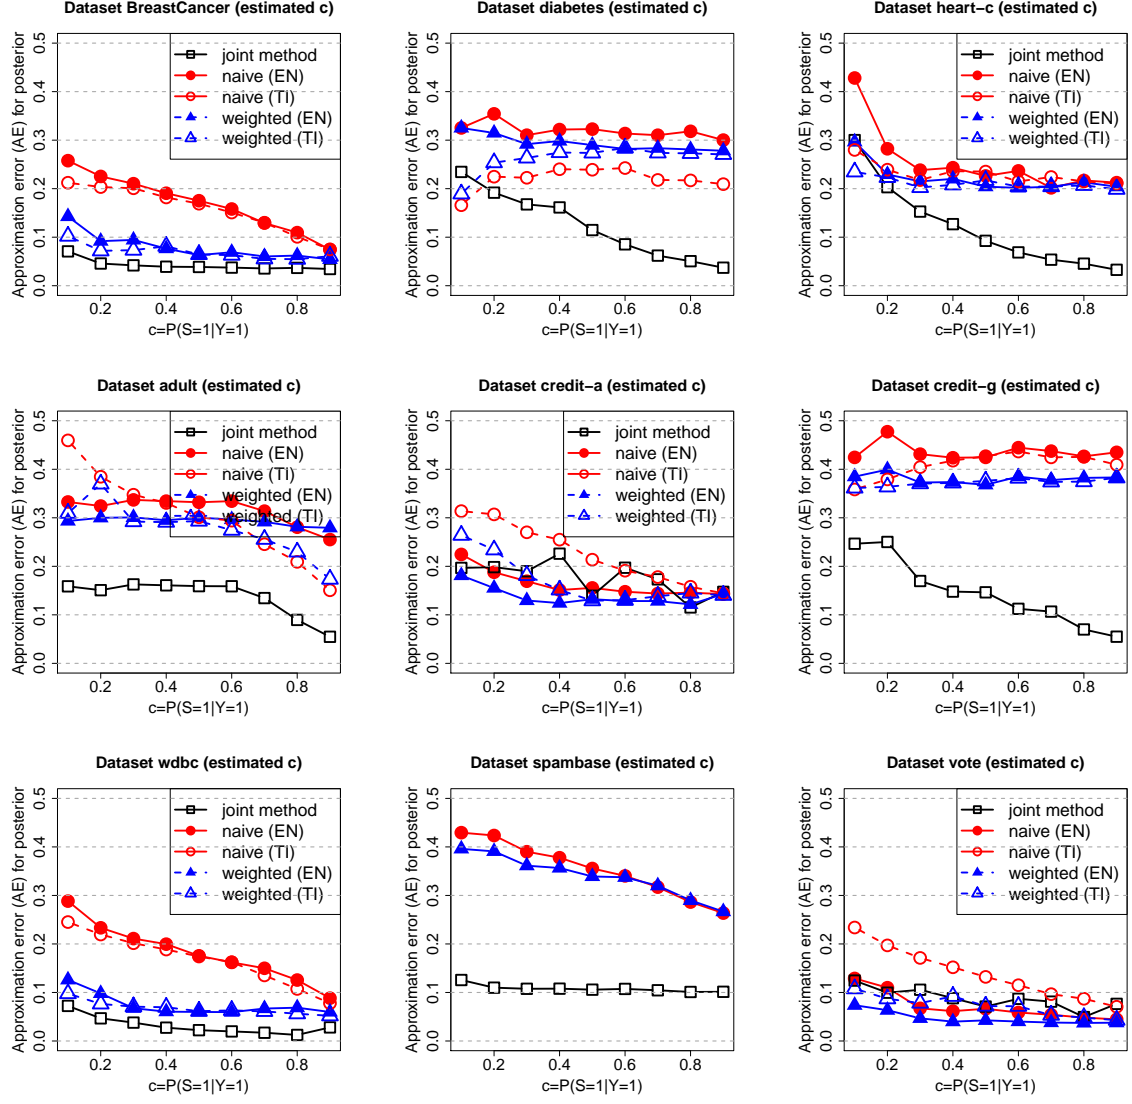 Dataset BreastCancer (estimated c)
Approximation error (AE) for posterior
0.0 0.1 0.2 0.3 0.4 0.5
joint method
naive (EN)
naive (TI)
weighted (EN)
weighted (TI)
0.2 0.4 0.6 0.8
c=P(S=1|Y=1)
Dataset diabetes (estimated c)
Approximation error (AE) for posterior
0.0 0.1 0.2 0.3 0.4 0.5
0.2 0.4 0.6 0.8
c=P(S=1|Y=1)
Dataset heart−c (estimated c)
Approximation error (AE) for posterior
0.0 0.1 0.2 0.3 0.4 0.5
joint method
naive (EN)
naive (TI)
weighted (EN)
weighted (TI)
0.2 0.4 0.6 0.8
c=P(S=1|Y=1)
Dataset adult (estimated c)
Approximation error (AE) for posterior
0.0 0.1 0.2 0.3 0.4 0.5
joint method
naive (EN)
naive (TI)
weighted (EN)
weighted (TI)
0.2 0.4 0.6 0.8
c=P(S=1|Y=1)
Dataset credit−a (estimated c)
Approximation error (AE) for posterior
0.0 0.1 0.2 0.3 0.4 0.5
joint method
naive (EN)
naive (TI)
weighted (EN)
weighted (TI)
0.2 0.4 0.6 0.8
c=P(S=1|Y=1)
Dataset credit−g (estimated c)
Approximation error (AE) for posterior
0.0 0.1 0.2 0.3 0.4 0.5
0.2 0.4 0.6 0.8
c=P(S=1|Y=1)
Dataset wdbc (estimated c)
Approximation error (AE) for posterior
0.0 0.1 0.2 0.3 0.4 0.5
joint method
naive (EN)
naive (TI)
weighted (EN)
weighted (TI)
0.2 0.4 0.6 0.8
c=P(S=1|Y=1)
Dataset spambase (estimated c)
Approximation error (AE) for posterior
0.0 0.1 0.2 0.3 0.4 0.5
0.2 0.4 0.6 0.8
c=P(S=1|Y=1)
Dataset vote (estimated c)
Approximation error (AE) for posterior
0.0 0.1 0.2 0.3 0.4 0.5
joint method
naive (EN)
naive (TI)
weighted (EN)
weighted (TI)
0.2 0.4 0.6 0.8
c=P(S=1|Y=1)